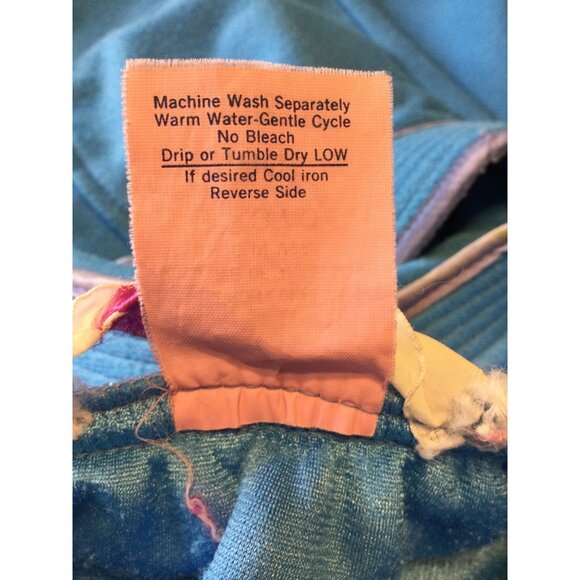 Machine Wash Separately
Warm Water-Gentle Cycle
No Bleach
Drip or Tumble Dry LOW
If desired Cool iron
Reverse Side